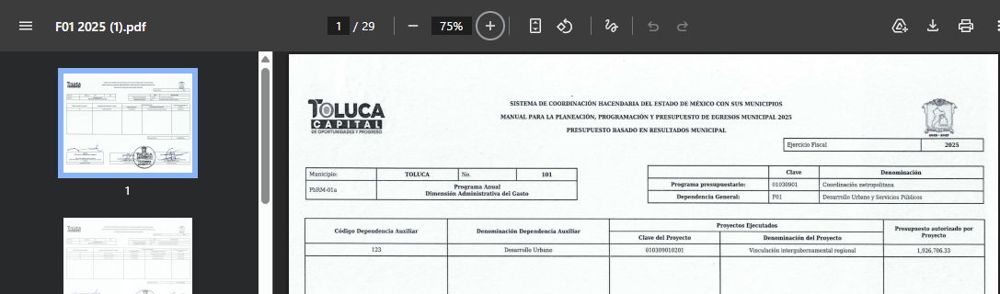 F01 2025 (1).pdf
1 / 29
75%
1
TOLUCA
CAPITAL
DE OPORTUNIDADES Y PROGRESO
SISTEMA DE COORDINACIÓN HACENDARIA DEL ESTADO DE MÉXICO CON SUS MUNICIPIOS
MANUAL PARA LA PLANEACIÓN, PROGRAMACIÓN Y PRESUPUESTO DE EGRESOS MUNICIPAL 2025
PRESUPUESTO BASADO EN RESULTADOS MUNICIPAL
Ejercicio Fiscal 2025
Municipio: TOLUCA No. 101
PbRM-01a Programa Anual
Dimensión Administrativa del Gasto
Clave Denominación
Programa presupuestario: 01030901 Coordinación metropolitana
Dependencia General: F01 Desarrollo Urbano y Servicios Públicos
Código Dependencia Auxiliar Denominación Dependencia Auxiliar Proyectos Ejecutados Presupuesto autorizado por Proyecto
Clave del Proyecto Denominación del Proyecto
123 Desarrollo Urbano 010309010201 Vinculación intergubernamental regional 1,926,706.33